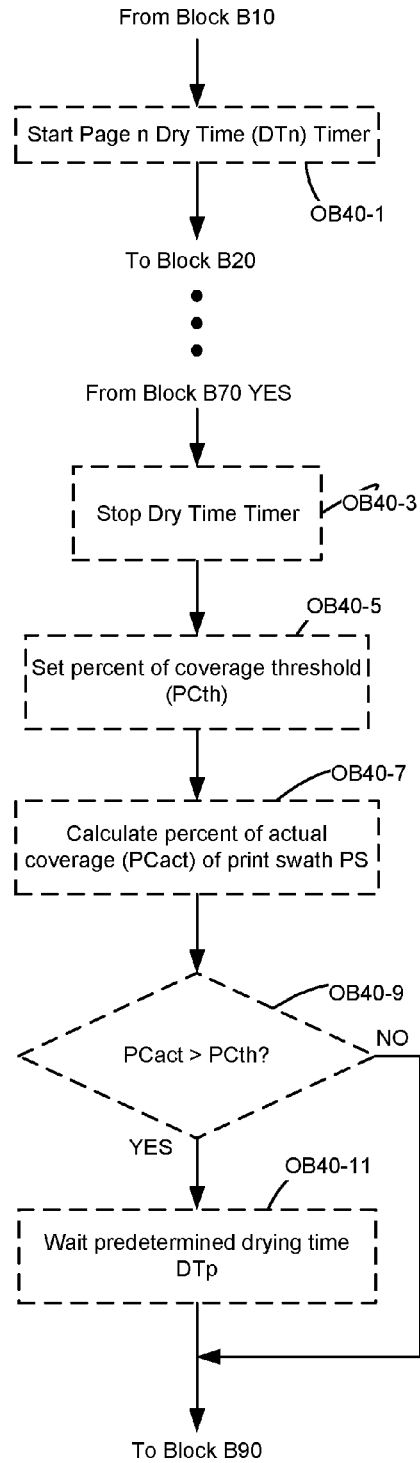 From Block B10
Start Page n Dry Time (DTn) Timer
OB40-1
To Block B20
From Block B70 YES
Stop Dry Time Timer
OB40-3
OB40-5
Set percent of coverage threshold
(PCth)
OB40-7
Calculate percent of actual
coverage (PCact) of print swath PS
OB40-9
PCact > PCth?
NO
YES
OB40-11
Wait predetermined drying time
DTp
To Block B90